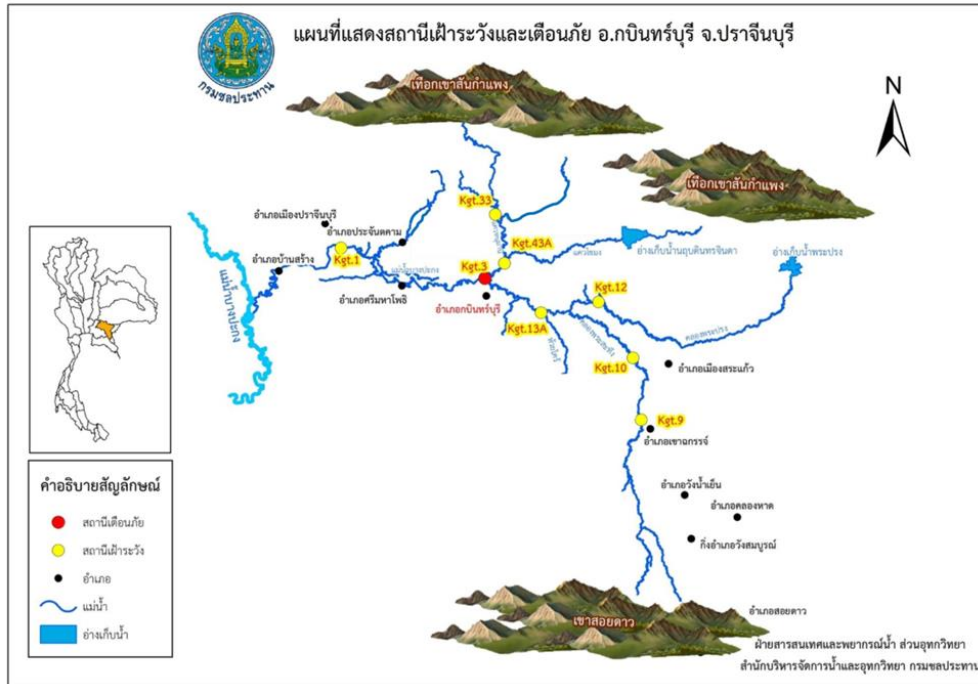 แผนที่แสดงสถานีเฝ้าระวังและเตือนภัย อ.กบินทร์บุรี จ.ปราจีนบุรี
กรมชลประทาน
เทือกเขาสันกำแพง
N
เทือกเขาสันกำแพง
Kgt.33
อำเภอเมืองปราจีนบุรี
อำเภอประจันตคาม
Kgt.43A
อ่างเก็บน้ำนฤบดินทรจินดา
อ่างเก็บน้ำพระปรง
Kgt.1
อำเภอบ้านสร้าง
แม่น้ำบางปะกง
Kgt.3
แม่น้ำบางปะกง
อำเภอศรีมหาโพธิ
อำเภอกบินทร์บุรี
Kgt.12
Kgt.13A
คลองพระสะทึง
คลองพระปรง
Kgt.10
อำเภอเมืองสระแก้ว
Kgt.9
อำเภอเขาฉกรรจ์
อำเภอวังน้ำเย็น
อำเภอคลองหาด
กิ่งอำเภอวังสมบูรณ์
คำอธิบายสัญลักษณ์
สถานีเตือนภัย
สถานีเฝ้าระวัง
อำเภอ
แม่น้ำ
อ่างเก็บน้ำ
เขาสอยดาว
อำเภอสอยดาว
ฝ่ายสารสนเทศและพยากรณ์น้ำ ส่วนอุทกวิทยา
สำนักบริหารจัดการน้ำและอุทกวิทยา กรมชลประทาน